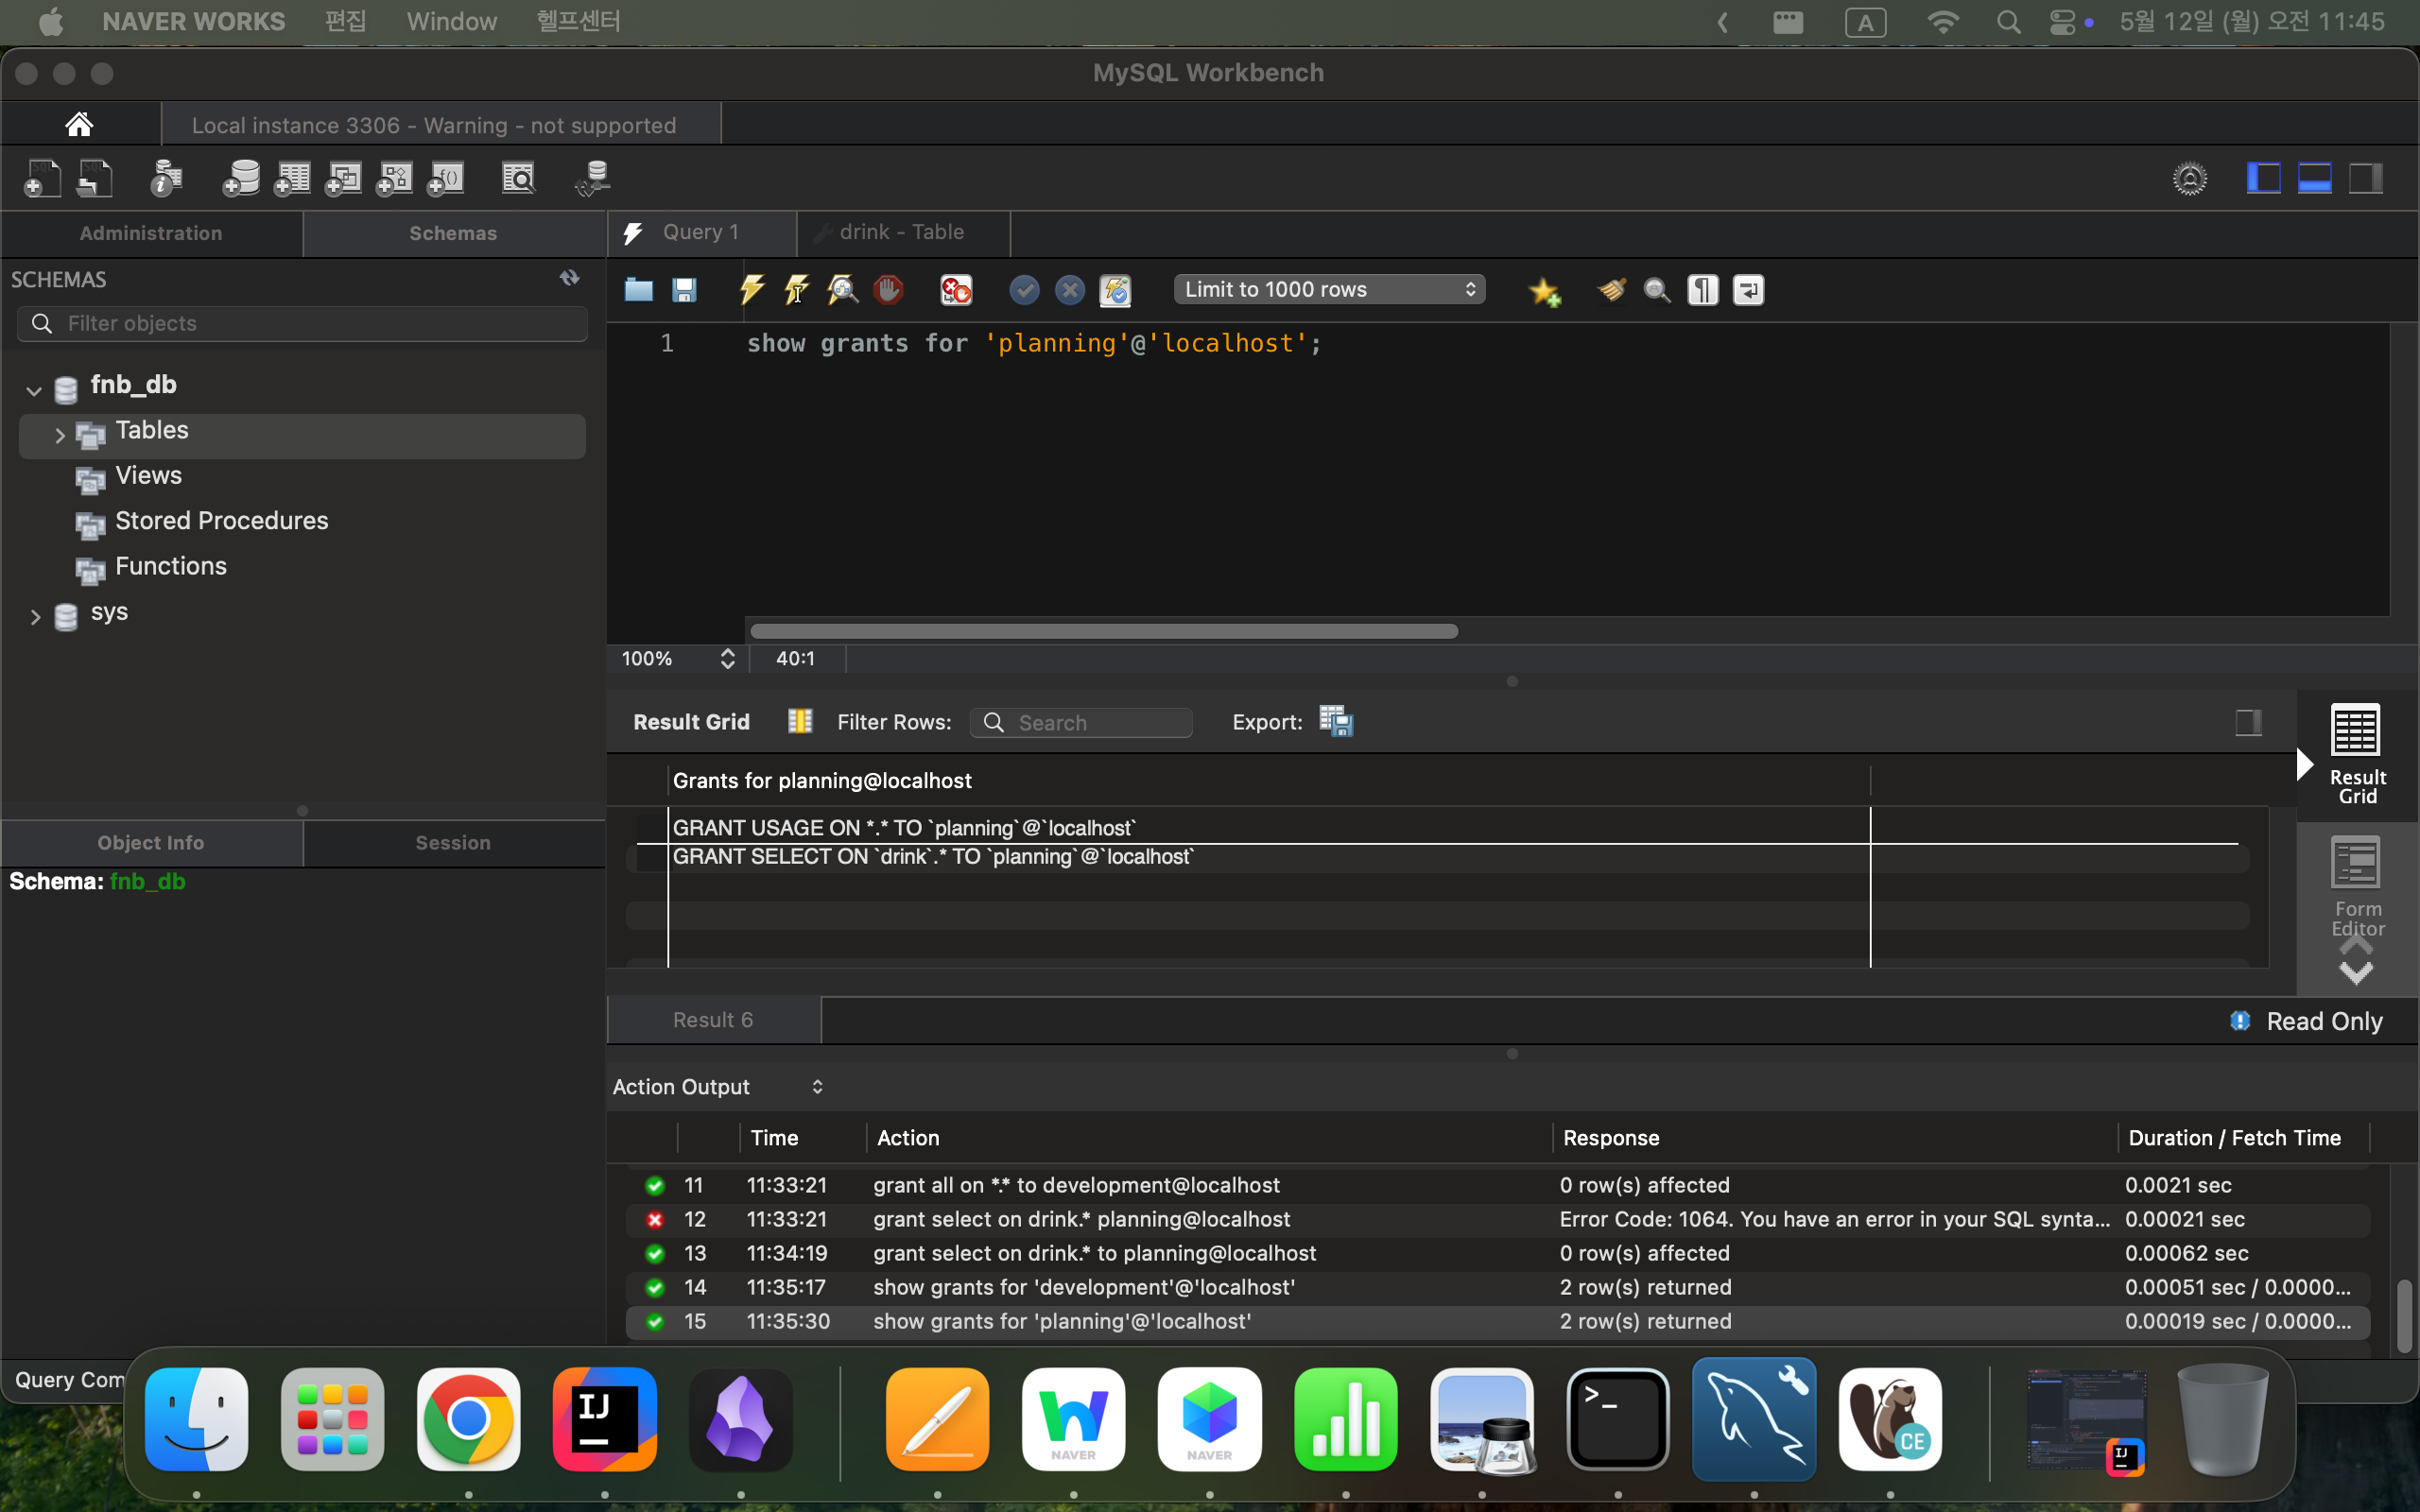 NAVER WORKS 편집 Window 헬프센터 A 5월 12일 (월) 오전 11:45
MySQL Workbench
Local instance 3306 - Warning - not supported
Administration Schemas
Query 1 drink - Table
SCHEMAS
Filter objects
fnb_db
Tables
Views
Stored Procedures
Functions
sys
Object Info Session
Schema: fnb_db
Query Com
Limit to 1000 rows
1 show grants for 'planning'@'localhost';
100% 40:1
Result Grid Filter Rows: Search Export:
Grants for planning@localhost
GRANT USAGE ON *.* TO `planning`@`localhost`
GRANT SELECT ON `drink`.* TO `planning`@`localhost`
Result
Grid
Form
Editor
Result 6 Read Only
Action Output
Time Action Response Duration / Fetch Time
11 11:33:21 grant all on *.* to development@localhost 0 row(s) affected 0.0021 sec
12 11:33:21 grant select on drink.* planning@localhost Error Code: 1064. You have an error in your SQL synta... 0.00021 sec
13 11:34:19 grant select on drink.* to planning@localhost 0 row(s) affected 0.00062 sec
14 11:35:17 show grants for 'development'@'localhost' 2 row(s) returned 0.00051 sec / 0.0000...
15 11:35:30 show grants for 'planning'@'localhost' 2 row(s) returned 0.00019 sec / 0.0000...
IJ
NAVER
NAVER
>_
CE
IJ